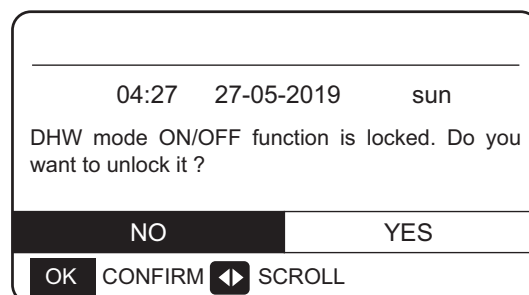 04:27 27-05-2019 sun
DHW mode ON/OFF function is locked. Do you
want to unlock it ?
NO YES
OK CONFIRM SCROLL